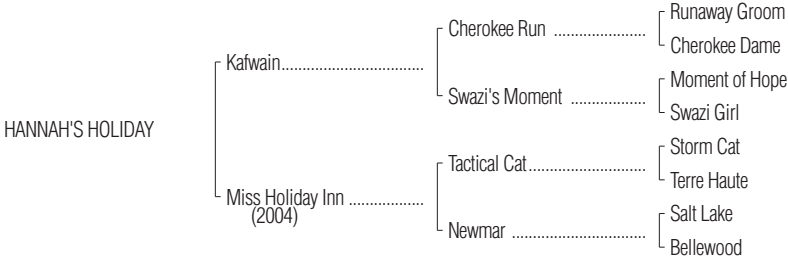 Runaway Groom
Cherokee Run ......................
Cherokee Dame
Kafwain..................................
Moment of Hope
Swazi's Moment ..................
Swazi Girl
HANNAH'S HOLIDAY
Storm Cat
Tactical Cat............................
Terre Haute
Miss Holiday Inn ..................
(2004)
Salt Lake
Newmar ................................
Bellewood